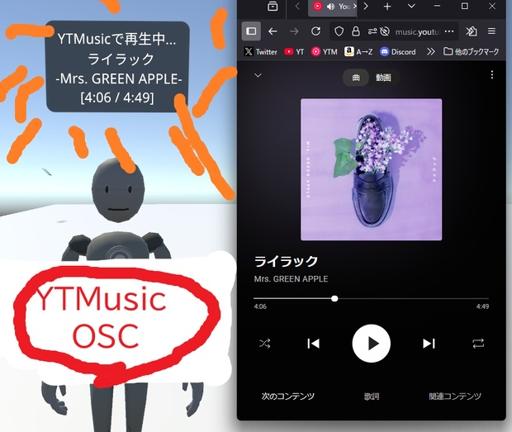 YTMusicで再生中...
ライラック
-Mrs. GREEN APPLE-
[4:06 / 4:49]
YTMusic
OSC
You
music.youtu
Twitter
YT
YTM
A→Z
Discord
他のブックマーク
曲
動画
ライラック
Mrs. GREEN APPLE
4:06
4:49
次のコンテンツ
歌詞
関連コンテンツ